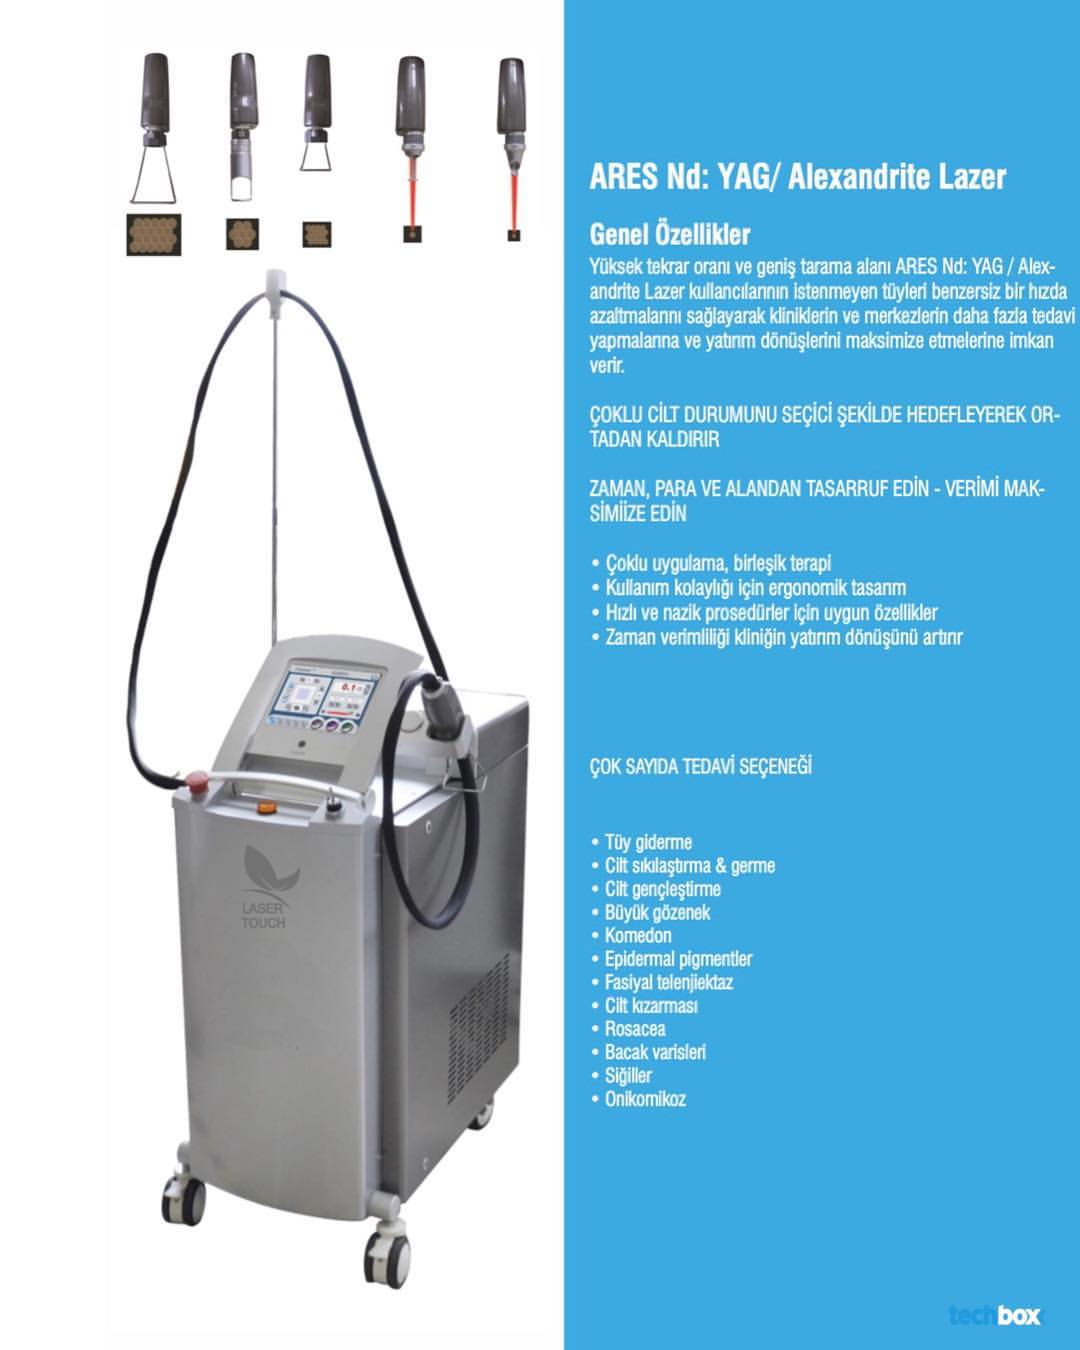 ARES Nd: YAG/ Alexandrite Lazer
Genel Özellikler
Yüksek tekrar oranı ve geniş tarama alanı ARES Nd: YAG / Alex-
andrite Lazer kullancılarının istenmeyen tüyleri benzersiz bir hızda
azaltmalarını sağlayarak kliniklerin ve merkezlerin daha fazla tedavi
yapmalarına ve yatırım dönüşlerini maksimize etmelerine imkan
verir.
ÇOKLU CİLT DURUMUNU SEÇİCİ ŞEKİLDE HEDEFLEYEREK OR-
TADAN KALDIRIR
ZAMAN, PARA VE ALANDAN TASARRUF EDİN - VERİMİ MAK-
SİMİİZE EDİN
• Çoklu uygulama, birleşik terapi
• Kullanım kolaylığı için ergonomik tasarım
• Hızlı ve nazik prosedürler için uygun özellikler
• Zaman verimliliği kliniğin yatırım dönüşünü artırır
ÇOK SAYIDA TEDAVİ SEÇENEĞİ
• Tüy giderme
• Cilt sıkılaştırma & germe
• Cilt gençleştirme
• Büyük gözenek
• Komedon
• Epidermal pigmentler
• Fasiyal telenjiektaz
• Cilt kızarması
• Rosacea
• Bacak varisleri
• Siğiller
• Onikomikoz
0.1
LASER
TOUCH
techbox